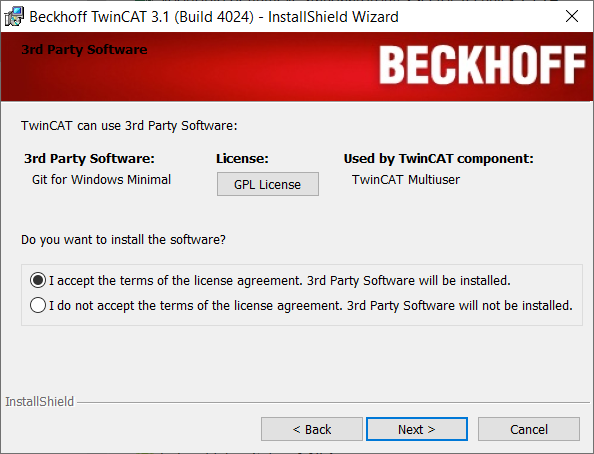 Beckhoff TwinCAT 3.1 (Build 4024) - InstallShield Wizard
3rd Party Software
BECKHOFF
TwinCAT can use 3rd Party Software:
3rd Party Software: License: Used by TwinCAT component:
Git for Windows Minimal GPL License TwinCAT Multiuser
Do you want to install the software?
I accept the terms of the license agreement. 3rd Party Software will be installed.
I do not accept the terms of the license agreement. 3rd Party Software will not be installed.
InstallShield
< Back Next > Cancel